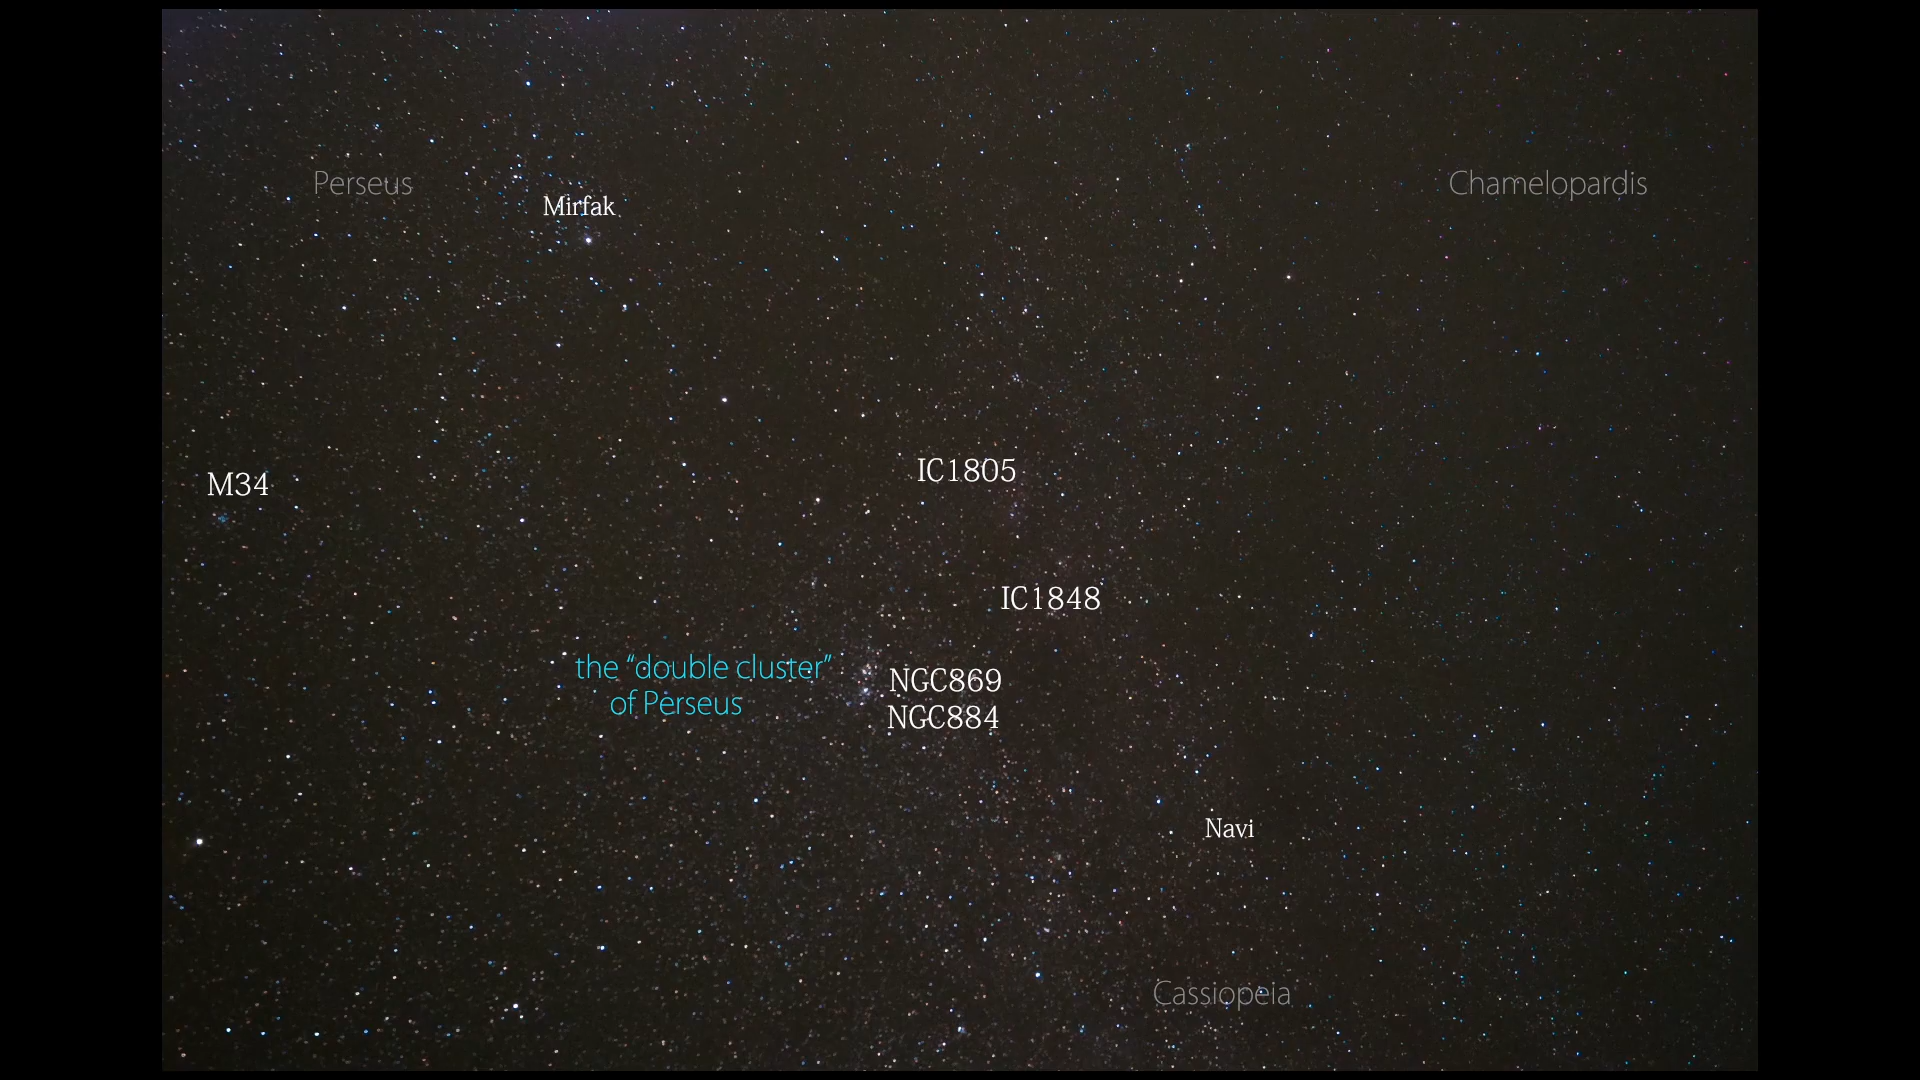 Perseus
Chamelopardis
Mirfak
IC1805
M34
IC1848
the “double cluster”
of Perseus
NGC869
NGC884
Navi
Cassiopeia